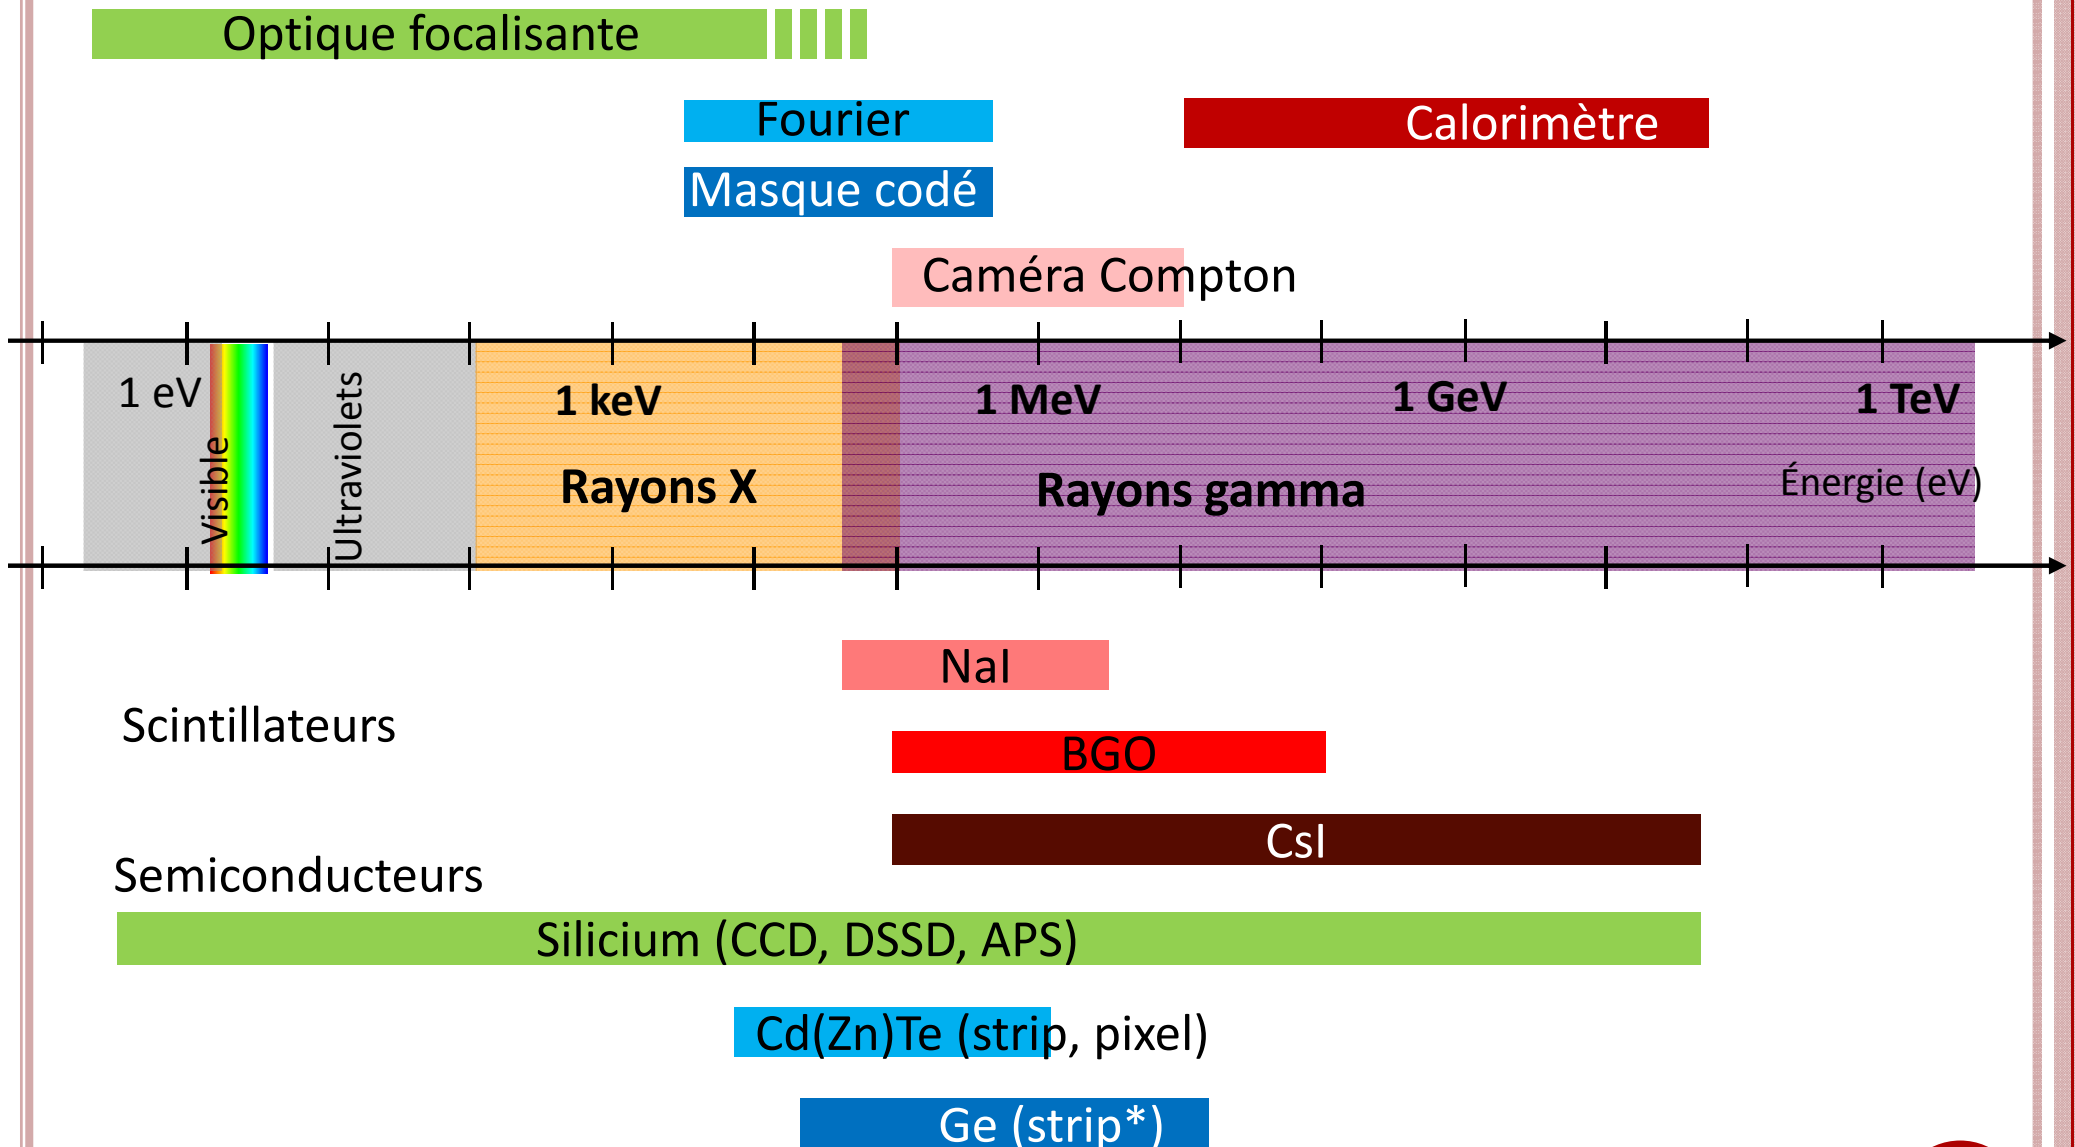 Optique focalisante
Fourier
Calorimètre
Masque codé
Caméra Compton
1 eV
Visible
Ultraviolets
1 keV
1 MeV
1 GeV
1 TeV
Rayons X
Rayons gamma
Énergie (eV)
NaI
Scintillateurs
BGO
CsI
Semiconducteurs
Silicium (CCD, DSSD, APS)
Cd(Zn)Te (strip, pixel)
Ge (strip*)